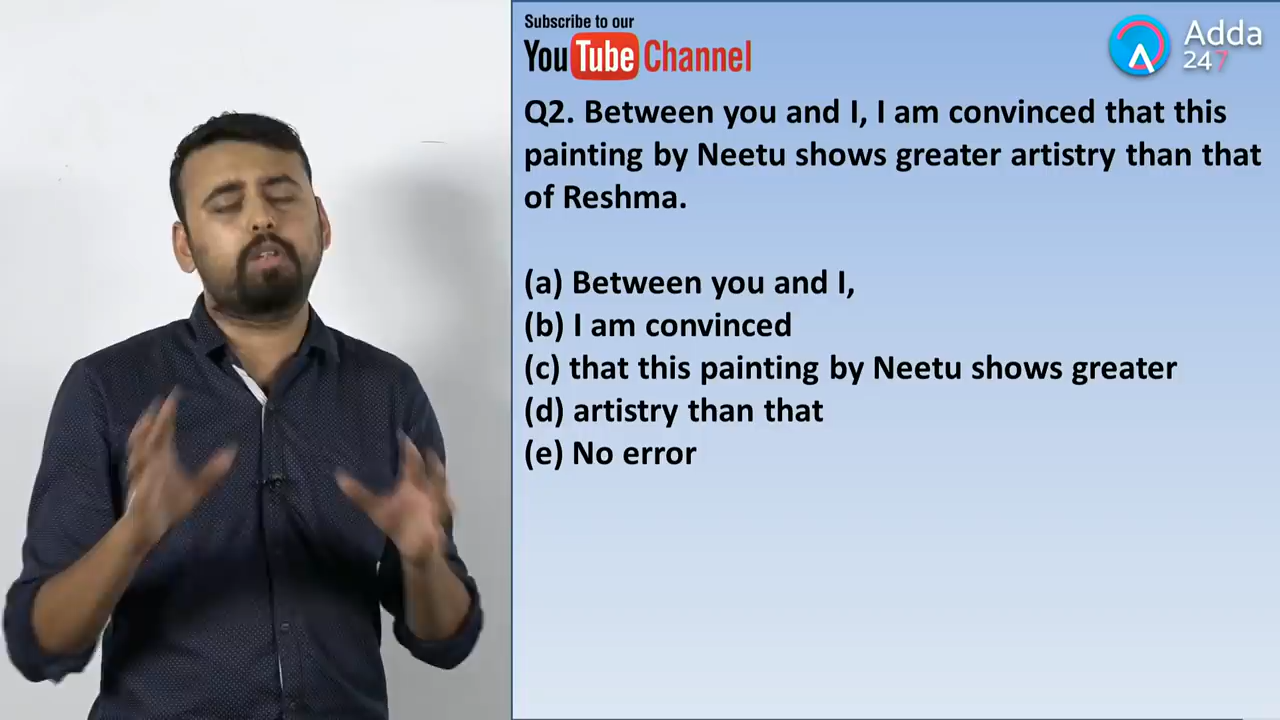 Subscribe to our
YouTube Channel
Adda
247
Q2. Between you and I, I am convinced that this
painting by Neetu shows greater artistry than that
of Reshma.
(a) Between you and I,
(b) I am convinced
(c) that this painting by Neetu shows greater
(d) artistry than that
(e) No error